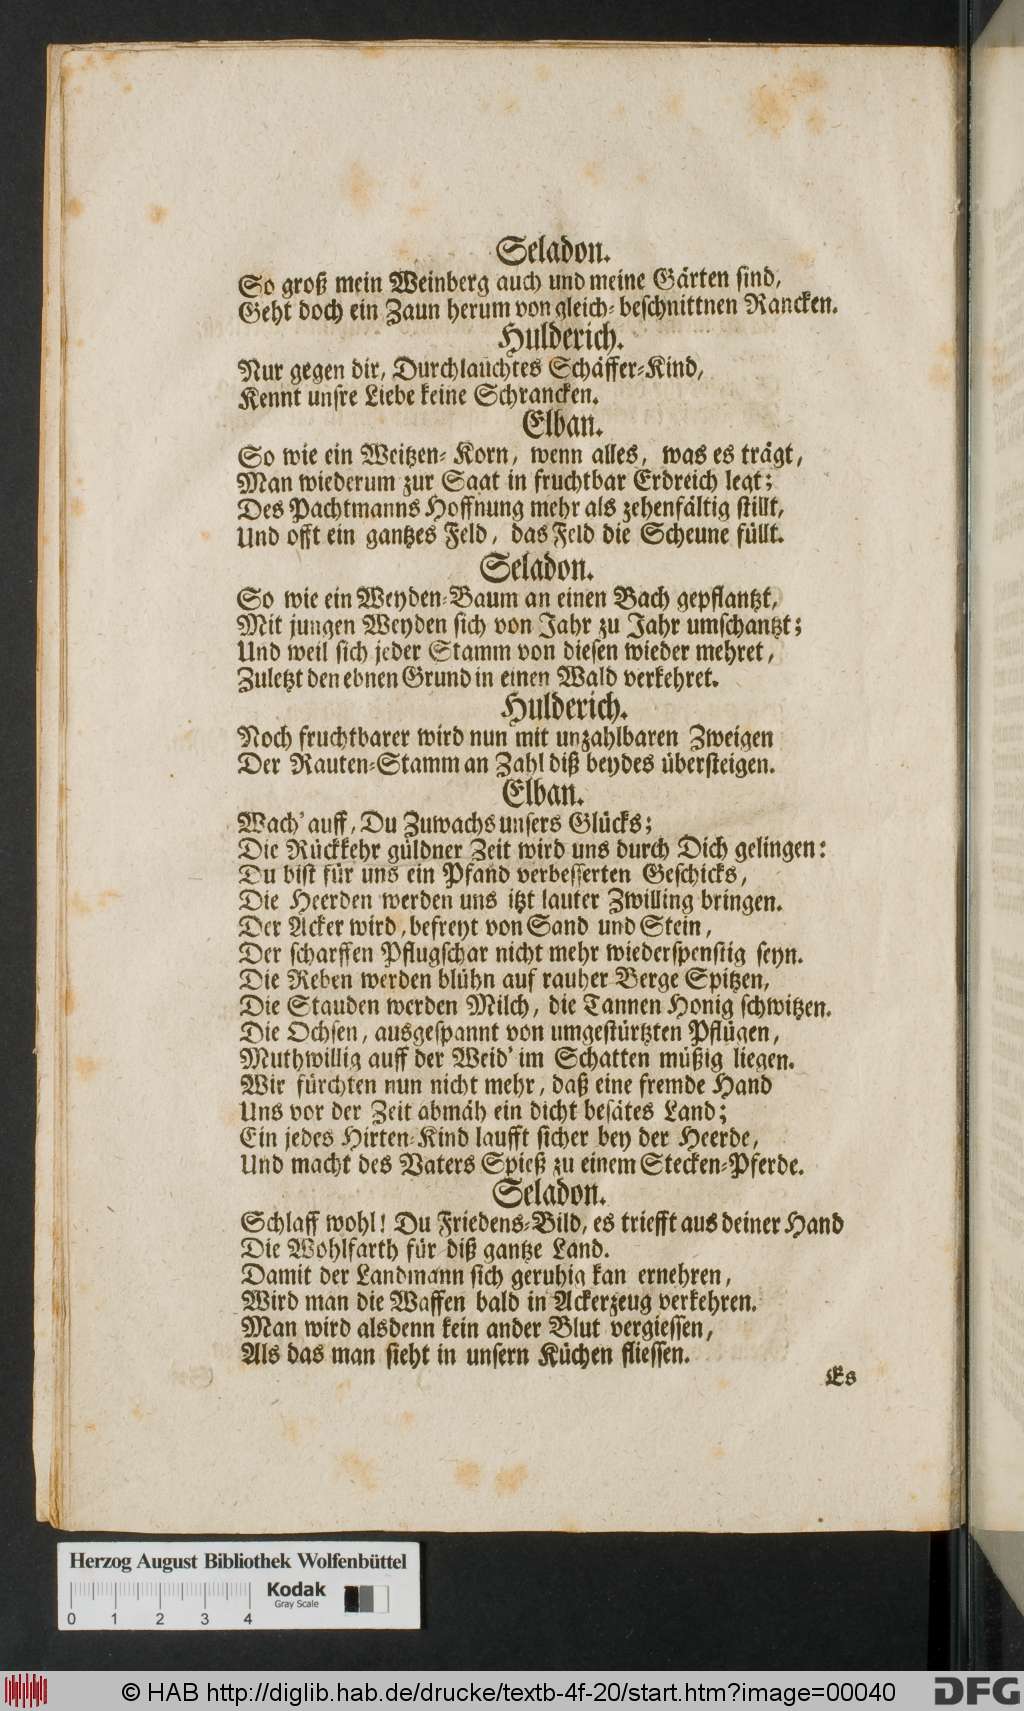 Seladon.
So groß mein Weinberg auch und meine Gärten sind,
Geht doch ein Zaun herum von gleich-beschnittnen Rancken.
Hulderich.
Nur gegen dir, Durchlauchtes Schäffer-Kind,
Kennt unsre Liebe keine Schrancken.
Elban.
So wie ein Weitzen-Korn, wenn alles, was es trägt,
Man wiederum zur Saat in fruchtbar Erdreich legt;
Des Pachtmanns Hoffnung mehr als zehenfältig stillt,
Und offt ein gantzes Feld, das Feld die Scheune füllt.
Seladon.
So wie ein Weyden-Baum an einen Bach gepflantzt,
Mit jungen Weyden sich von Jahr zu Jahr umschantzt;
Und weil sich jeder Stamm von diesen wieder mehret,
Zuletzt den ebnen Grund in einen Wald verkehret.
Hulderich.
Noch fruchtbarer wird nun mit unzahlbaren Zweigen
Der Rauten-Stamm an Zahl diß beydes übersteigen.
Elban.
Wach' auff, Du Zuwachs unsers Glücks;
Die Rückkehr güldner Zeit wird uns durch Dich gelingen:
Du bist für uns ein Pfand verbesserten Geschicks,
Die Heerden werden uns itzt lauter Zwilling bringen.
Der Acker wird, befreyt von Sand und Stein,
Der scharffen Pflugschar nicht mehr wiederspenstig seyn.
Die Reben werden blühn auf rauher Berge Spitzen,
Die Stauden werden Milch, die Tannen Honig schwitzen.
Die Ochsen, ausgespannt von umgestürtzten Pflügen,
Muthwillig auff der Weid' im Schatten müßig liegen.
Wir fürchten nun nicht mehr, daß eine fremde Hand
Uns vor der Zeit abmäh ein dicht besätes Land;
Ein jedes Hirten-Kind laufft sicher bey der Heerde,
Und macht des Vaters Spieß zu einem Stecken-Pferde.
Seladon.
Schlaff wohl! Du Friedens-Bild, es triefft aus deiner Hand
Die Wohlfarth für diß gantze Land.
Damit der Landmann sich geruhig kan ernehren,
Wird man die Waffen bald in Ackerzeug verkehren.
Man wird alsdenn kein ander Blut vergiessen,
Als das man sieht in unsern Küchen fliessen.
Es
Herzog August Bibliothek Wolfenbüttel
Kodak
Gray Scale
0 1 2 3 4
© HAB http://diglib.hab.de/drucke/textb-4f-20/start.htm?image=00040
DFG